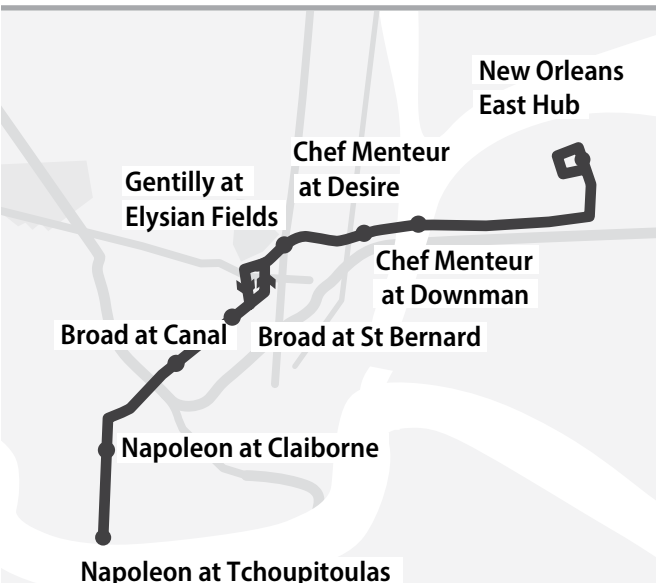 New Orleans
East Hub
Chef Menteur
at Desire
Gentilly at
Elysian Fields
Chef Menteur
at Downman
Broad at Canal
Broad at St Bernard
Napoleon at Claiborne
Napoleon at Tchoupitoulas